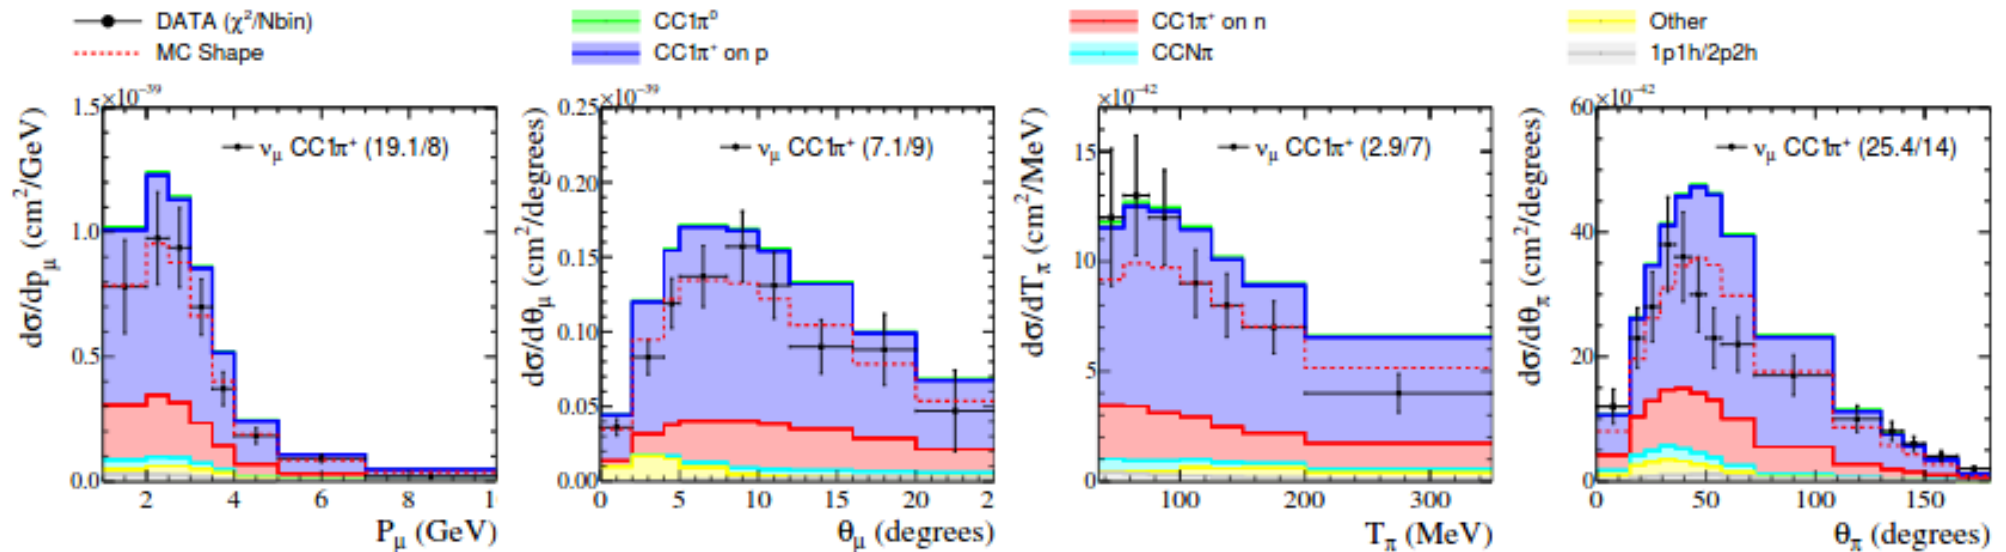 DATA (χ²/Nbin) CC1π⁰ CC1π⁺ on n Other
MC Shape CC1π⁺ on p CCNπ 1p1h/2p2h
×10⁻³⁹
dσ/dp_μ (cm²/GeV)
1.5
1.0
0.5
0.0
ν_μ CC1π⁺ (19.1/8)
2 4 6 8 1
P_μ (GeV)
×10⁻³⁹
dσ/dθ_μ (cm²/degrees)
0.25
0.20
0.15
0.10
0.05
0.00
ν_μ CC1π⁺ (7.1/9)
0 5 10 15 20 2
θ_μ (degrees)
×10⁻⁴²
dσ/dT_π (cm²/MeV)
15
10
5
0
ν_μ CC1π⁺ (2.9/7)
100 200 300
T_π (MeV)
×10⁻⁴²
dσ/dθ_π (cm²/degrees)
60
40
20
0
ν_μ CC1π⁺ (25.4/14)
0 50 100 150
θ_π (degrees)